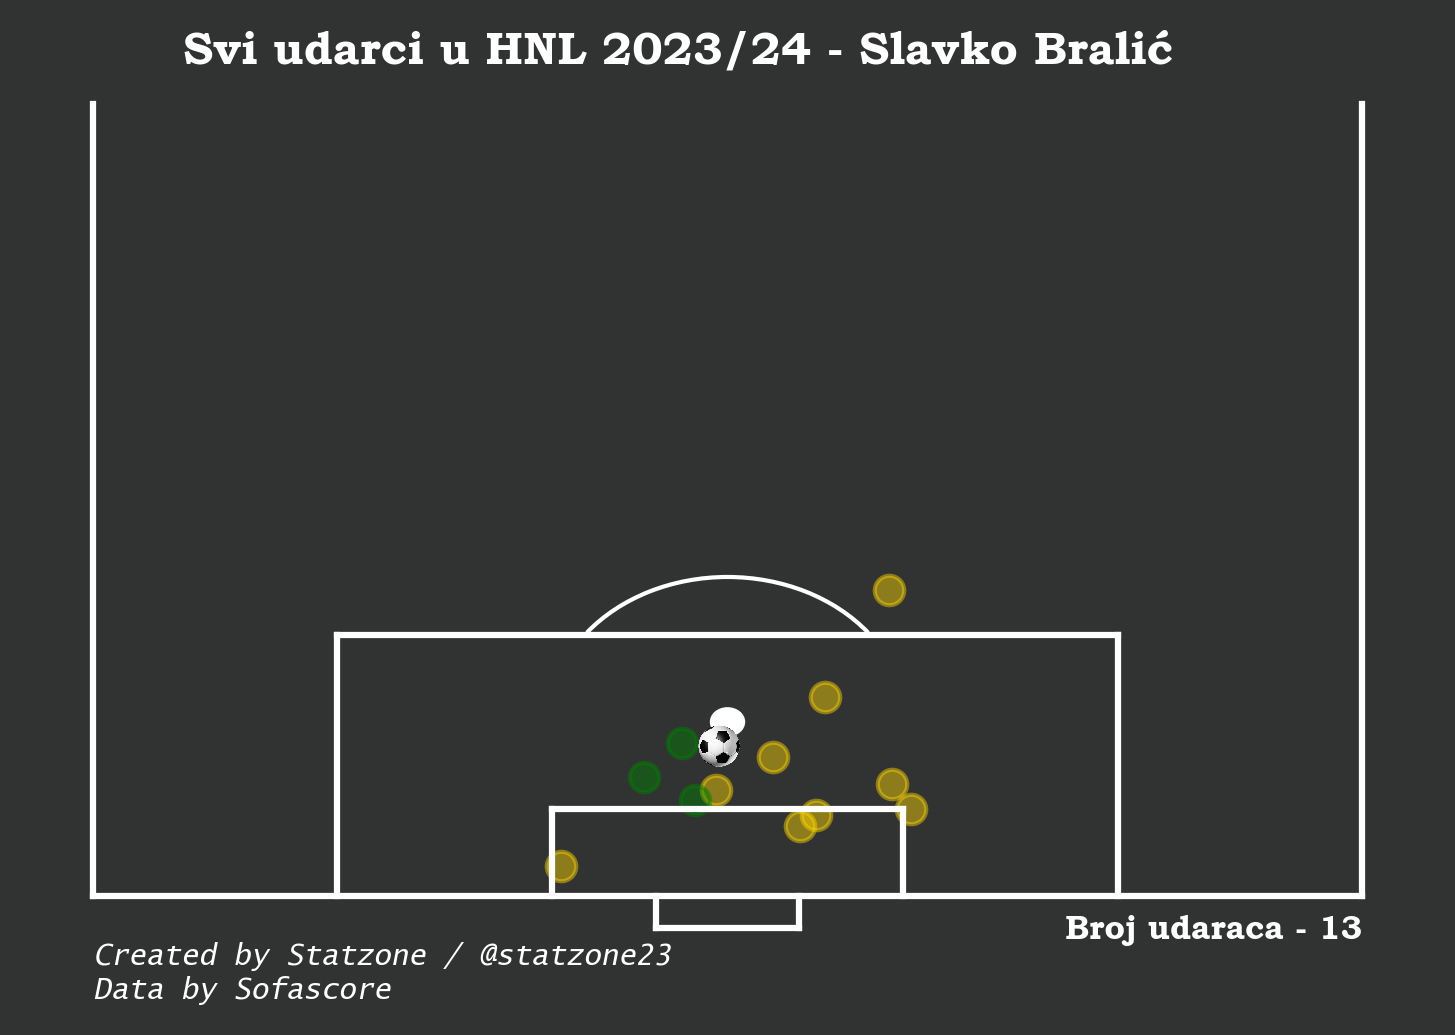 Svi udarci u HNL 2023/24 - Slavko Bralić
Broj udaraca - 13
Created by Statzone / @statzone23
Data by Sofascore